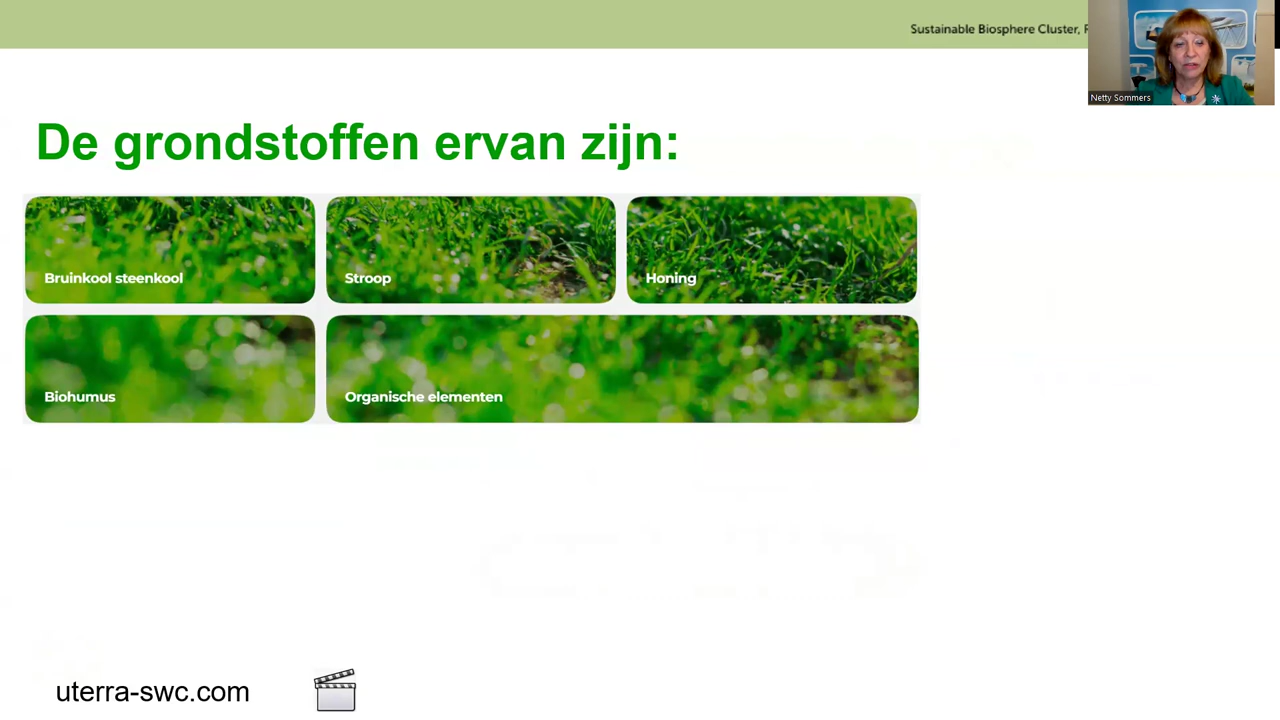 Sustainable Biosphere Cluster,
Netty Sommers
De grondstoffen ervan zijn:
Bruinkool steenkool
Stroop
Honing
Biohumus
Organische elementen
uterra-swc.com